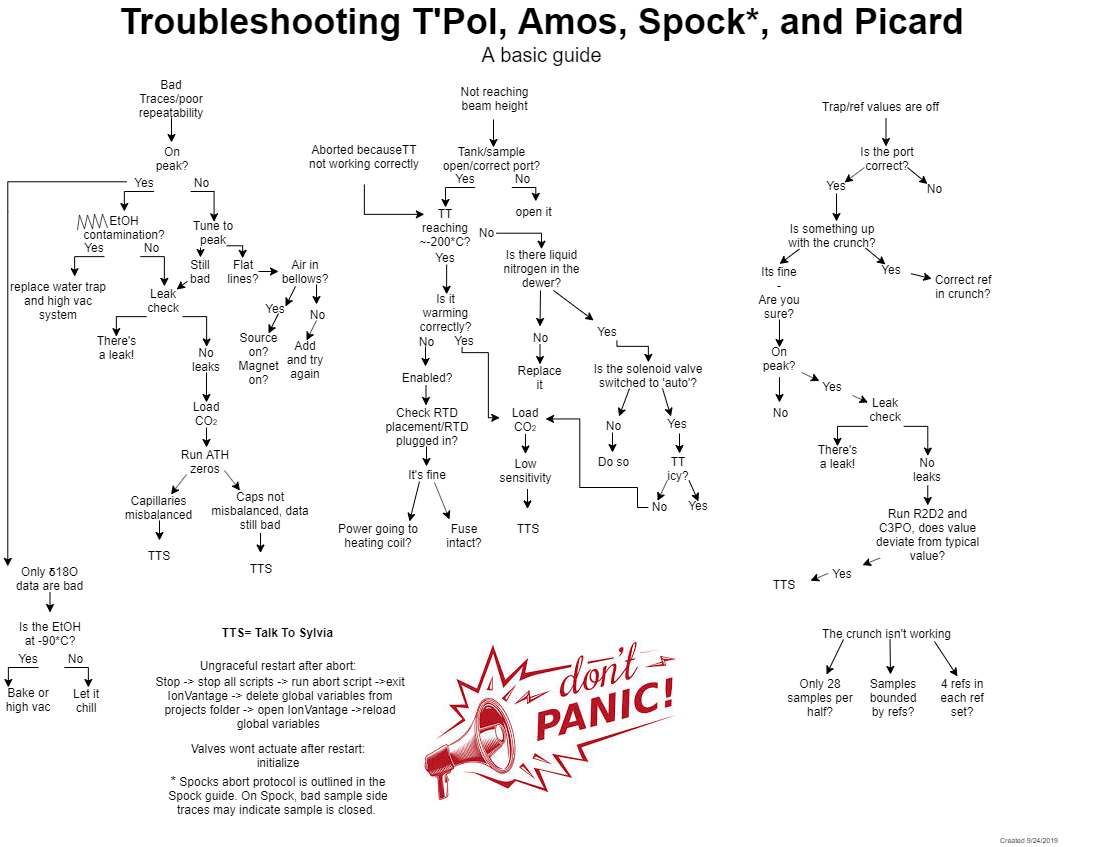 Troubleshooting T'Pol, Amos, Spock*, and Picard
A basic guide
Bad
Traces/poor
repeatability
On
peak?
Yes
No
EtOH
contamination?
Yes
No
replace water trap
and high vac
system
Leak
check
Tune to
peak
Still
bad
Flat
lines?
Air in
bellows?
Yes
No
Source
on?
Magnet
on?
Add
and try
again
There's
a leak!
No
leaks
Load
CO2
Run ATH
zeros
Capillaries
misbalanced
TTS
Caps not
misbalanced, data
still bad
TTS
Only δ18O
data are bad
Is the EtOH
at -90*C?
Yes
No
Bake or
high vac
Let it
chill
Not reaching
beam height
Aborted becauseTT
not working correctly
Tank/sample
open/correct port?
Yes
No
open it
TT
reaching
~-200*C?
No
Yes
Is there liquid
nitrogen in the
dewer?
Is it
warming
correctly?
No
Yes
No
Yes
Replace
it
Enabled?
Is the solenoid valve
switched to 'auto'?
Check RTD
placement/RTD
plugged in?
Load
CO2
No
Yes
Do so
TT
icy?
It's fine
Low
sensitivity
No
Yes
Power going to
heating coil?
Fuse
intact?
TTS
Trap/ref values are off
Is the port
correct?
Yes
No
Is something up
with the crunch?
Its fine
-
Are you
sure?
Yes
Correct ref
in crunch?
On
peak?
Yes
No
Leak
check
There's
a leak!
No
leaks
Run R2D2 and
C3PO, does value
deviate from typical
value?
Yes
TTS
The crunch isn't working
Only 28
samples per
half?
Samples
bounded
by refs?
4 refs in
each ref
set?
TTS= Talk To Sylvia
Ungraceful restart after abort:
Stop -> stop all scripts -> run abort script ->exit
IonVantage -> delete global variables from
projects folder -> open IonVantage ->reload
global variables
Valves wont actuate after restart:
initialize
* Spocks abort protocol is outlined in the
Spock guide. On Spock, bad sample side
traces may indicate sample is closed.
don't
PANIC!
Created 9/24/2019